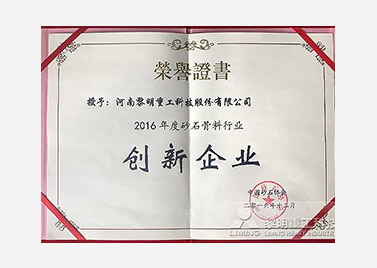 榮譽證書
授予：河南黎明重工科技股份有限公司
2016年度砂石骨料行业
创新企业
中国砂石协会
二〇一六年十二月
黎明重工科技
LIMING HEAVY INDUSTRY